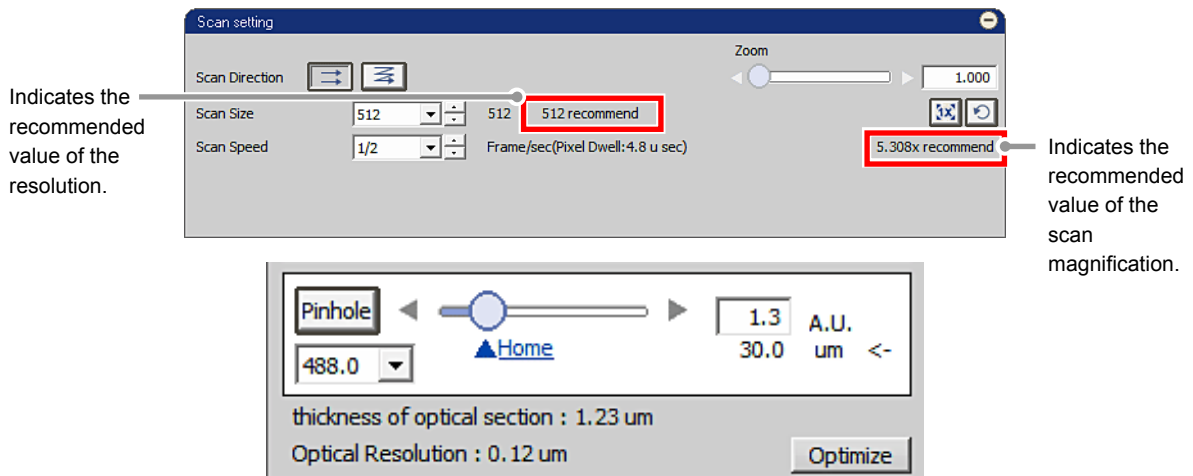 Scan setting
Zoom
Scan Direction
1.000
Scan Size 512 512 512 recommend
1x
Scan Speed 1/2 Frame/sec(Pixel Dwell:4.8 u sec) 5.308x recommend
Indicates the
recommended
value of the
resolution.
Indicates the
recommended
value of the
scan
magnification.
Pinhole 1.3 A.U.
Home 30.0 um <-
488.0
thickness of optical section : 1.23 um
Optical Resolution : 0.12 um Optimize